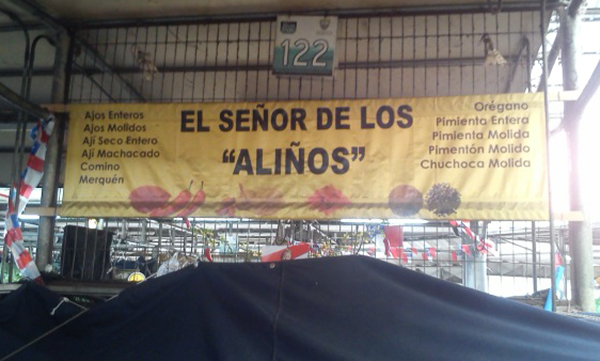 122
EL SEÑOR DE LOS
"ALIÑOS"
Ajos Enteros
Ajos Molidos
Ají Seco Entero
Ají Machacado
Comino
Merquén
Orégano
Pimienta Entera
Pimienta Molida
Pimentón Molido
Chuchoca Molida